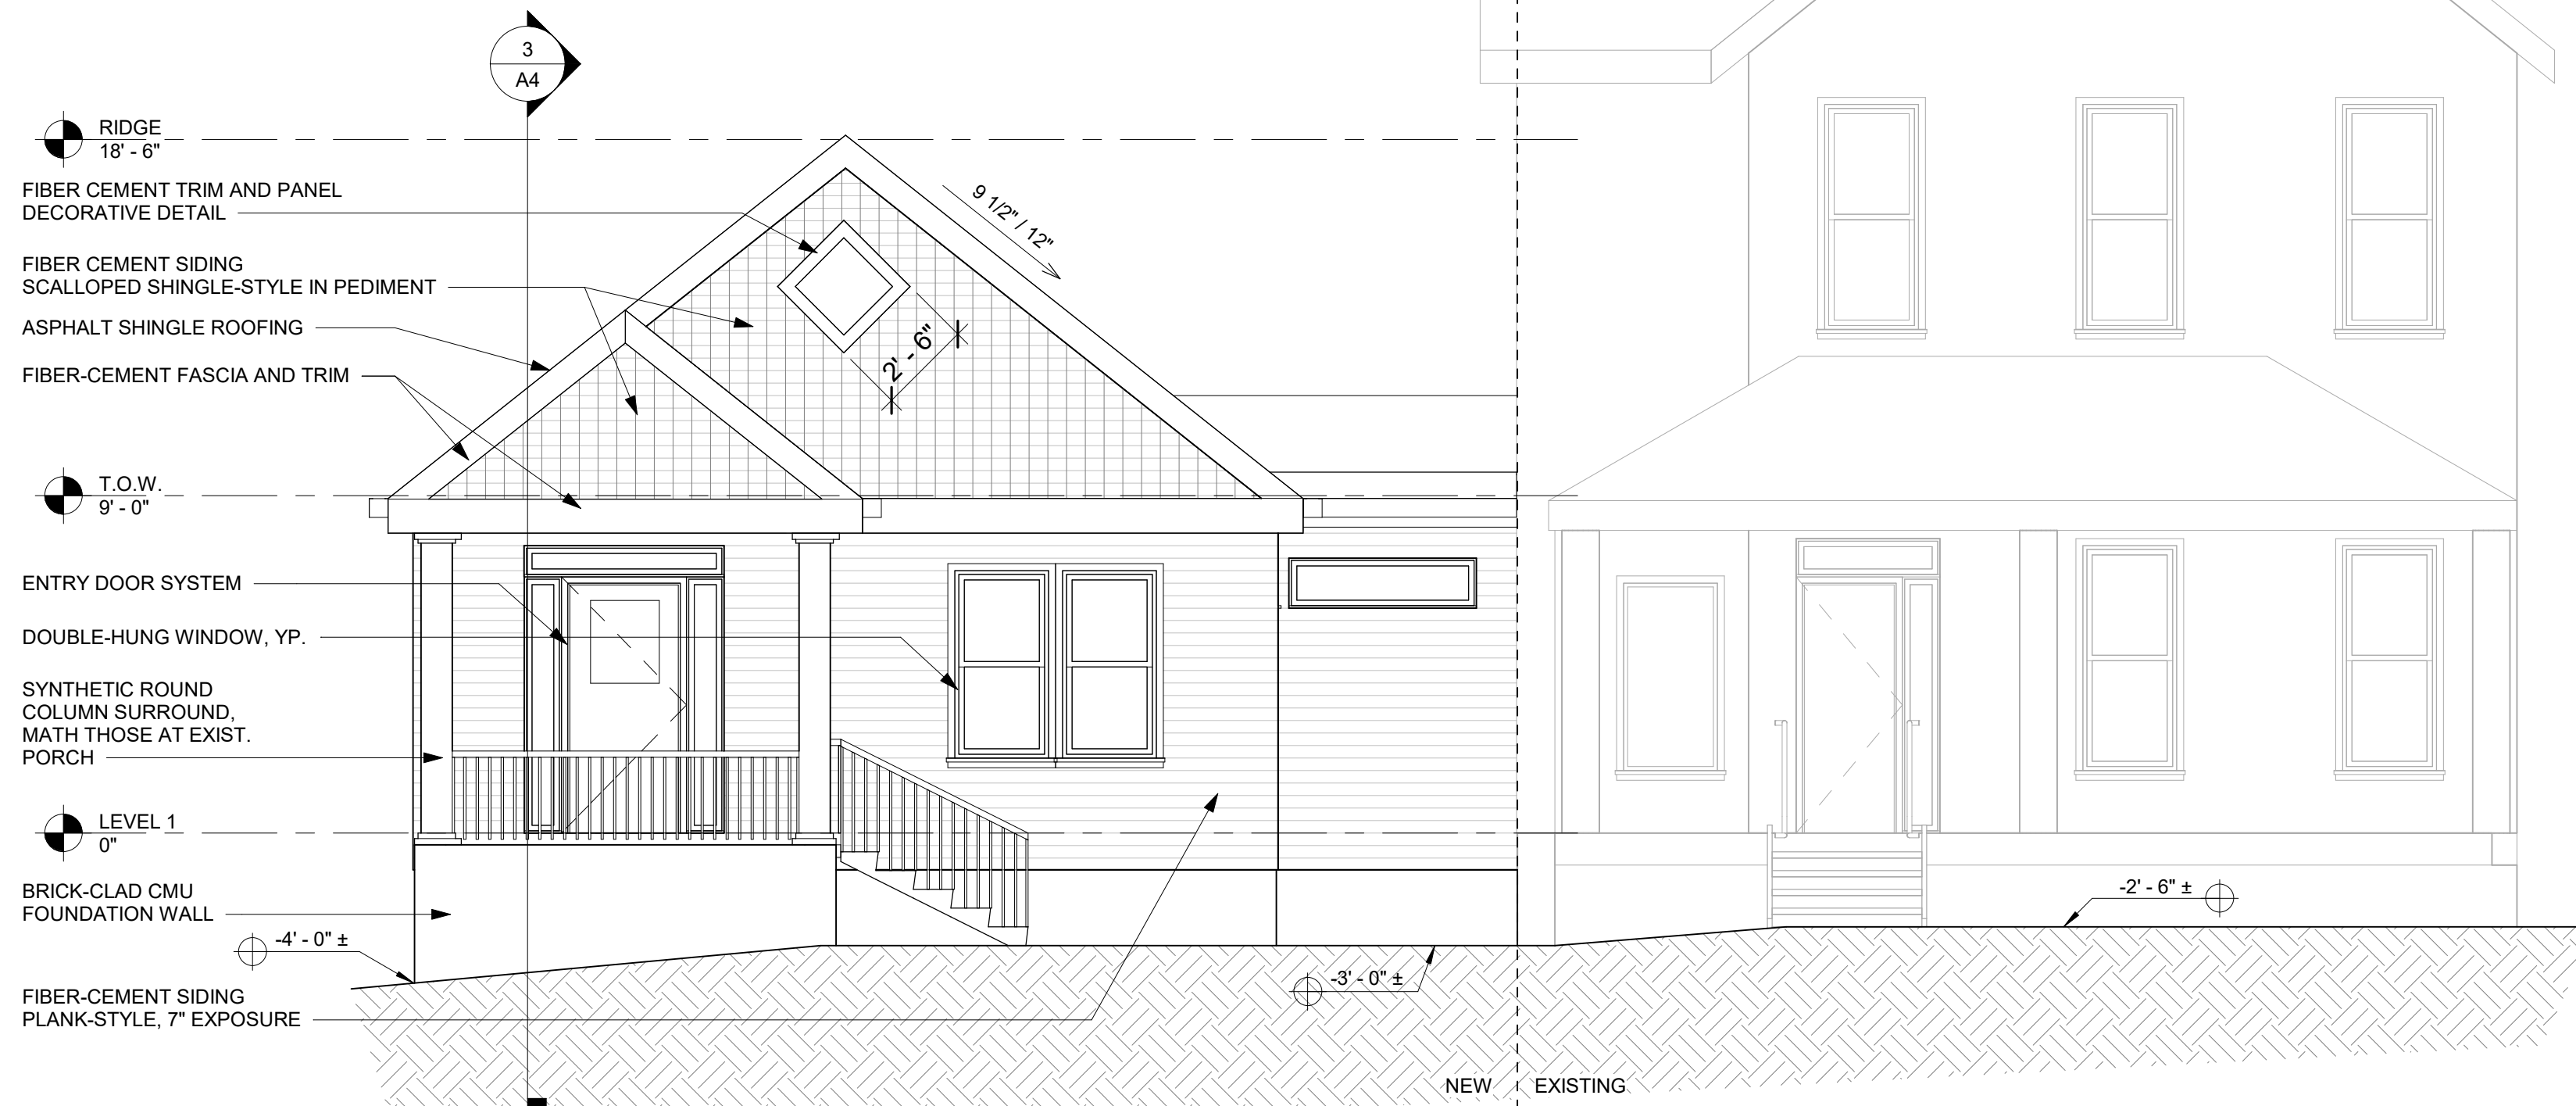 3
A4
RIDGE
18' - 6"
FIBER CEMENT TRIM AND PANEL
DECORATIVE DETAIL
9 1/2" / 12"
FIBER CEMENT SIDING
SCALLOPED SHINGLE-STYLE IN PEDIMENT
ASPHALT SHINGLE ROOFING
2' - 6"
FIBER-CEMENT FASCIA AND TRIM
T.O.W.
9' - 0"
ENTRY DOOR SYSTEM
DOUBLE-HUNG WINDOW, YP.
SYNTHETIC ROUND
COLUMN SURROUND,
MATH THOSE AT EXIST.
PORCH
LEVEL 1
0"
BRICK-CLAD CMU
FOUNDATION WALL
-2' - 6" ±
-4' - 0" ±
-3' - 0" ±
FIBER-CEMENT SIDING
PLANK-STYLE, 7" EXPOSURE
NEW
EXISTING